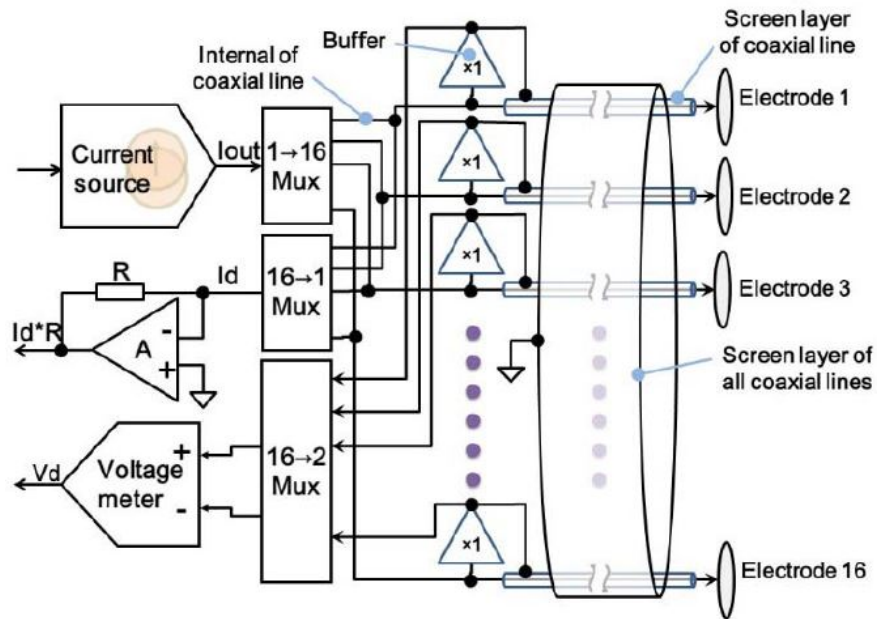 Internal of
coaxial line
Buffer
Screen layer
of coaxial line
×1
Electrode 1
Current
source
Iout
1→16
Mux
×1
Electrode 2
R
Id
16→1
Mux
×1
Electrode 3
Id*R
-
A
+
Screen layer of
all coaxial lines
Vd
+
Voltage
meter
-
16→2
Mux
×1
Electrode 16